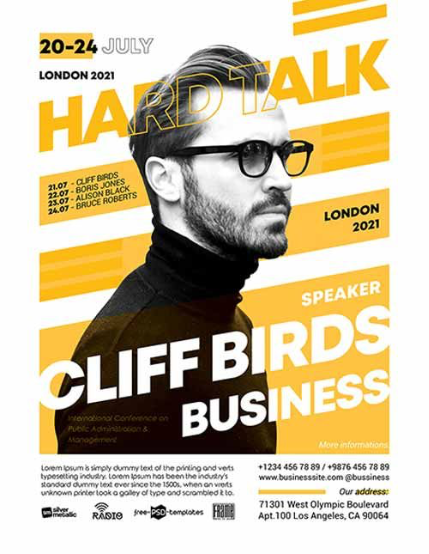 20-24 JULY
LONDON 2021
HARD TALK
21.07 - CLIFF BIRDS
22.07 - BORIS JONES
23.07 - ALISON BLACK
24.07 - BRUCE ROBERTS
LONDON
2021
SPEAKER
CLIFF BIRDS
BUSINESS
International Conference on
Public Administration &
Management
More informations
Lorem Ipsum is simply dummy text of the printing and verts
typesetting industry. Lorem Ipsum has been the industry's
standard dummy text ever since the 1500s, when an verts
unknown printer took a galley of type and scrambled it to.
+1234 456 78 89 / +9876 456 78 89
www.businesssite.com @bussiness
Our address:
71301 West Olympic Boulevard
Apt.100 Los Angeles, CA 90064
sm silver metallic
RADIO
free-PSD-templates
FRAME